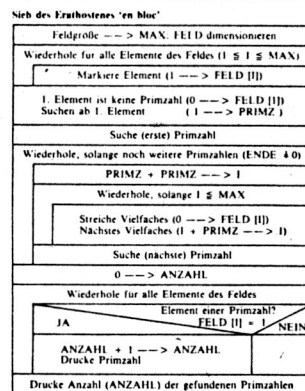 Sieb des Erathostenes 'en bloc'
Feldgröße ——> MAX. FELD dimensionieren
Wiederhole für alle Elemente des Feldes (1 ≦ I ≦ MAX)
Markiere Element (1 ——> FELD [I])
1. Element ist keine Primzahl (0 ——> FELD [I])
Suchen ab 1. Element ( 1 ——> PRIMZ )
Suche (erste) Primzahl
Wiederhole, solange noch weitere Primzahlen (ENDE ≠ 0)
PRIMZ + PRIMZ ——> I
Wiederhole, solange I ≦ MAX
Streiche Vielfaches (0 ——> FELD [I])
Nächstes Vielfaches (I + PRIMZ ——> I)
Suche (nächste) Primzahl
0 ——> ANZAHL
Wiederhole für alle Elemente des Feldes
Element einer Primzahl?
JA FELD [I] = 1 NEIN
ANZAHL + 1 ——> ANZAHL
Drucke Primzahl
Drucke Anzahl (ANZAHL) der gefundenen Primzahlen